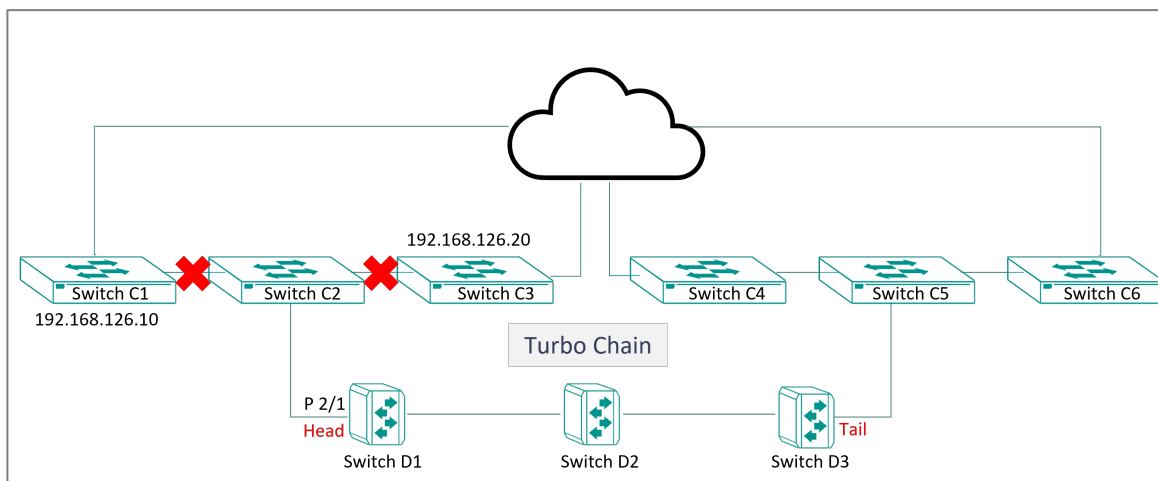 192.168.126.20
Switch C1
Switch C2
Switch C3
Switch C4
Switch C5
Switch C6
192.168.126.10
Turbo Chain
P 2/1
Head
Tail
Switch D1
Switch D2
Switch D3